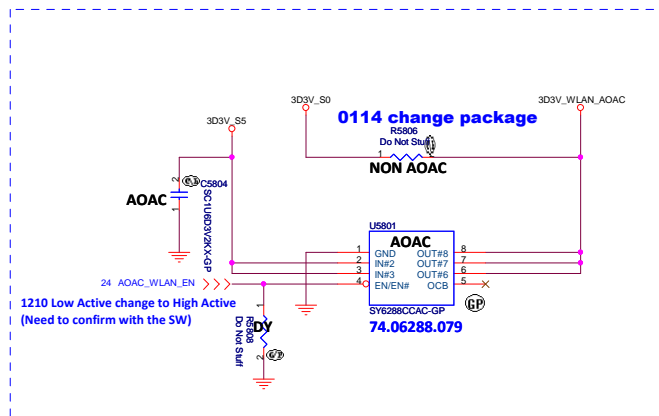 3D3V_S0
3D3V_WLAN_AOAC
3D3V_S5
0114 change package
R5806
Do Not Stuff
1
NON AOAC
2
C5804
SC1U6D3V2KX-GP
AOAC
1
U5801
AOAC
1 GND OUT#8 8
2 IN#2 OUT#7 7
3 IN#3 OUT#6 6
4 EN/EN# OCB 5
24 AOAC_WLAN_EN
1210 Low Active change to High Active
(Need to confirm with the SW)
SY6288CCAC-GP
GP
74.06288.079
1
DY
R5808
Do Not Stuff
2